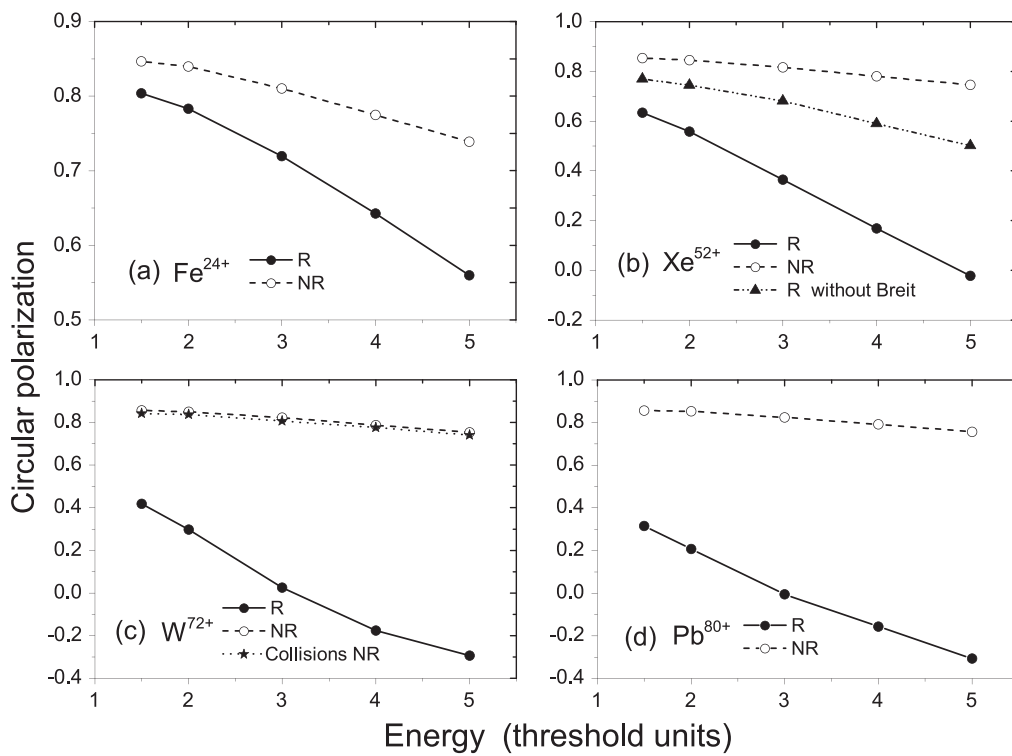 Circular polarization
0.9
0.8
0.7
0.6
0.5
1 2 3 4 5
(a) Fe24+
R
NR
1.0
0.8
0.6
0.4
0.2
0.0
-0.2
1 2 3 4 5
(b) Xe52+
R
NR
R without Breit
1.0
0.8
0.6
0.4
0.2
0.0
-0.2
-0.4
1 2 3 4 5
(c) W72+
R
NR
Collisions NR
1.0
0.8
0.6
0.4
0.2
0.0
-0.2
-0.4
1 2 3 4 5
(d) Pb80+
R
NR
Energy (threshold units)